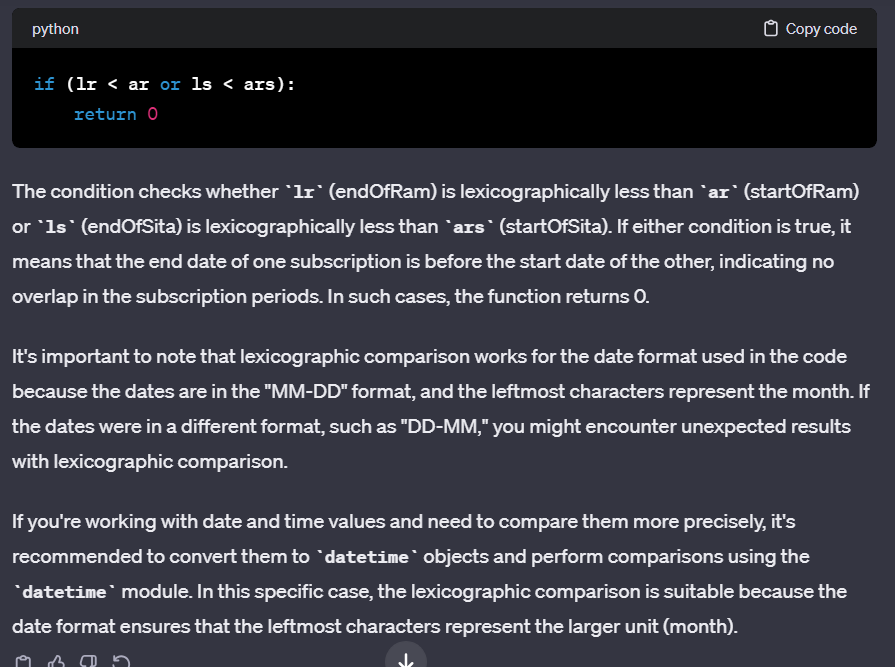 python
Copy code
if (lr < ar or ls < ars):
return 0
The condition checks whether `lr` (endOfRam) is lexicographically less than `ar` (startOfRam)
or `ls` (endOfSita) is lexicographically less than `ars` (startOfSita). If either condition is true, it
means that the end date of one subscription is before the start date of the other, indicating no
overlap in the subscription periods. In such cases, the function returns 0.
It's important to note that lexicographic comparison works for the date format used in the code
because the dates are in the "MM-DD" format, and the leftmost characters represent the month. If
the dates were in a different format, such as "DD-MM," you might encounter unexpected results
with lexicographic comparison.
If you're working with date and time values and need to compare them more precisely, it's
recommended to convert them to `datetime` objects and perform comparisons using the
`datetime` module. In this specific case, the lexicographic comparison is suitable because the
date format ensures that the leftmost characters represent the larger unit (month).